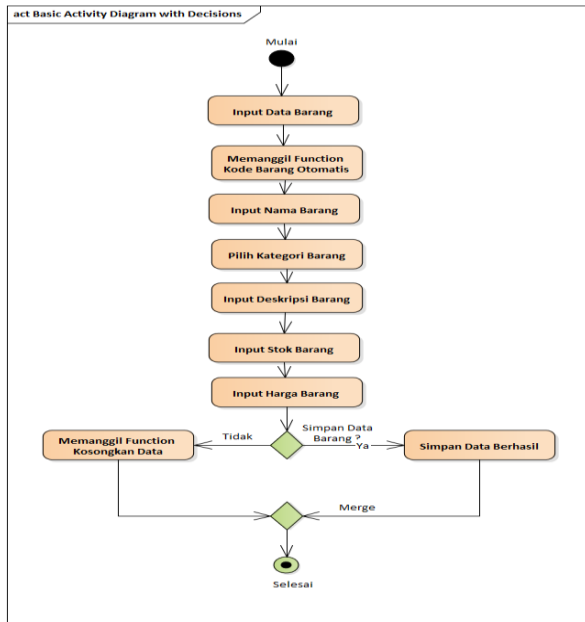 act Basic Activity Diagram with Decisions
Mulai
Input Data Barang
Memanggil Function
Kode Barang Otomatis
Input Nama Barang
Pilih Kategori Barang
Input Deskripsi Barang
Input Stok Barang
Input Harga Barang
Memanggil Function
Kosongkan Data
Tidak
Simpan Data
Barang ?
Ya
Simpan Data Berhasil
Merge
Selesai